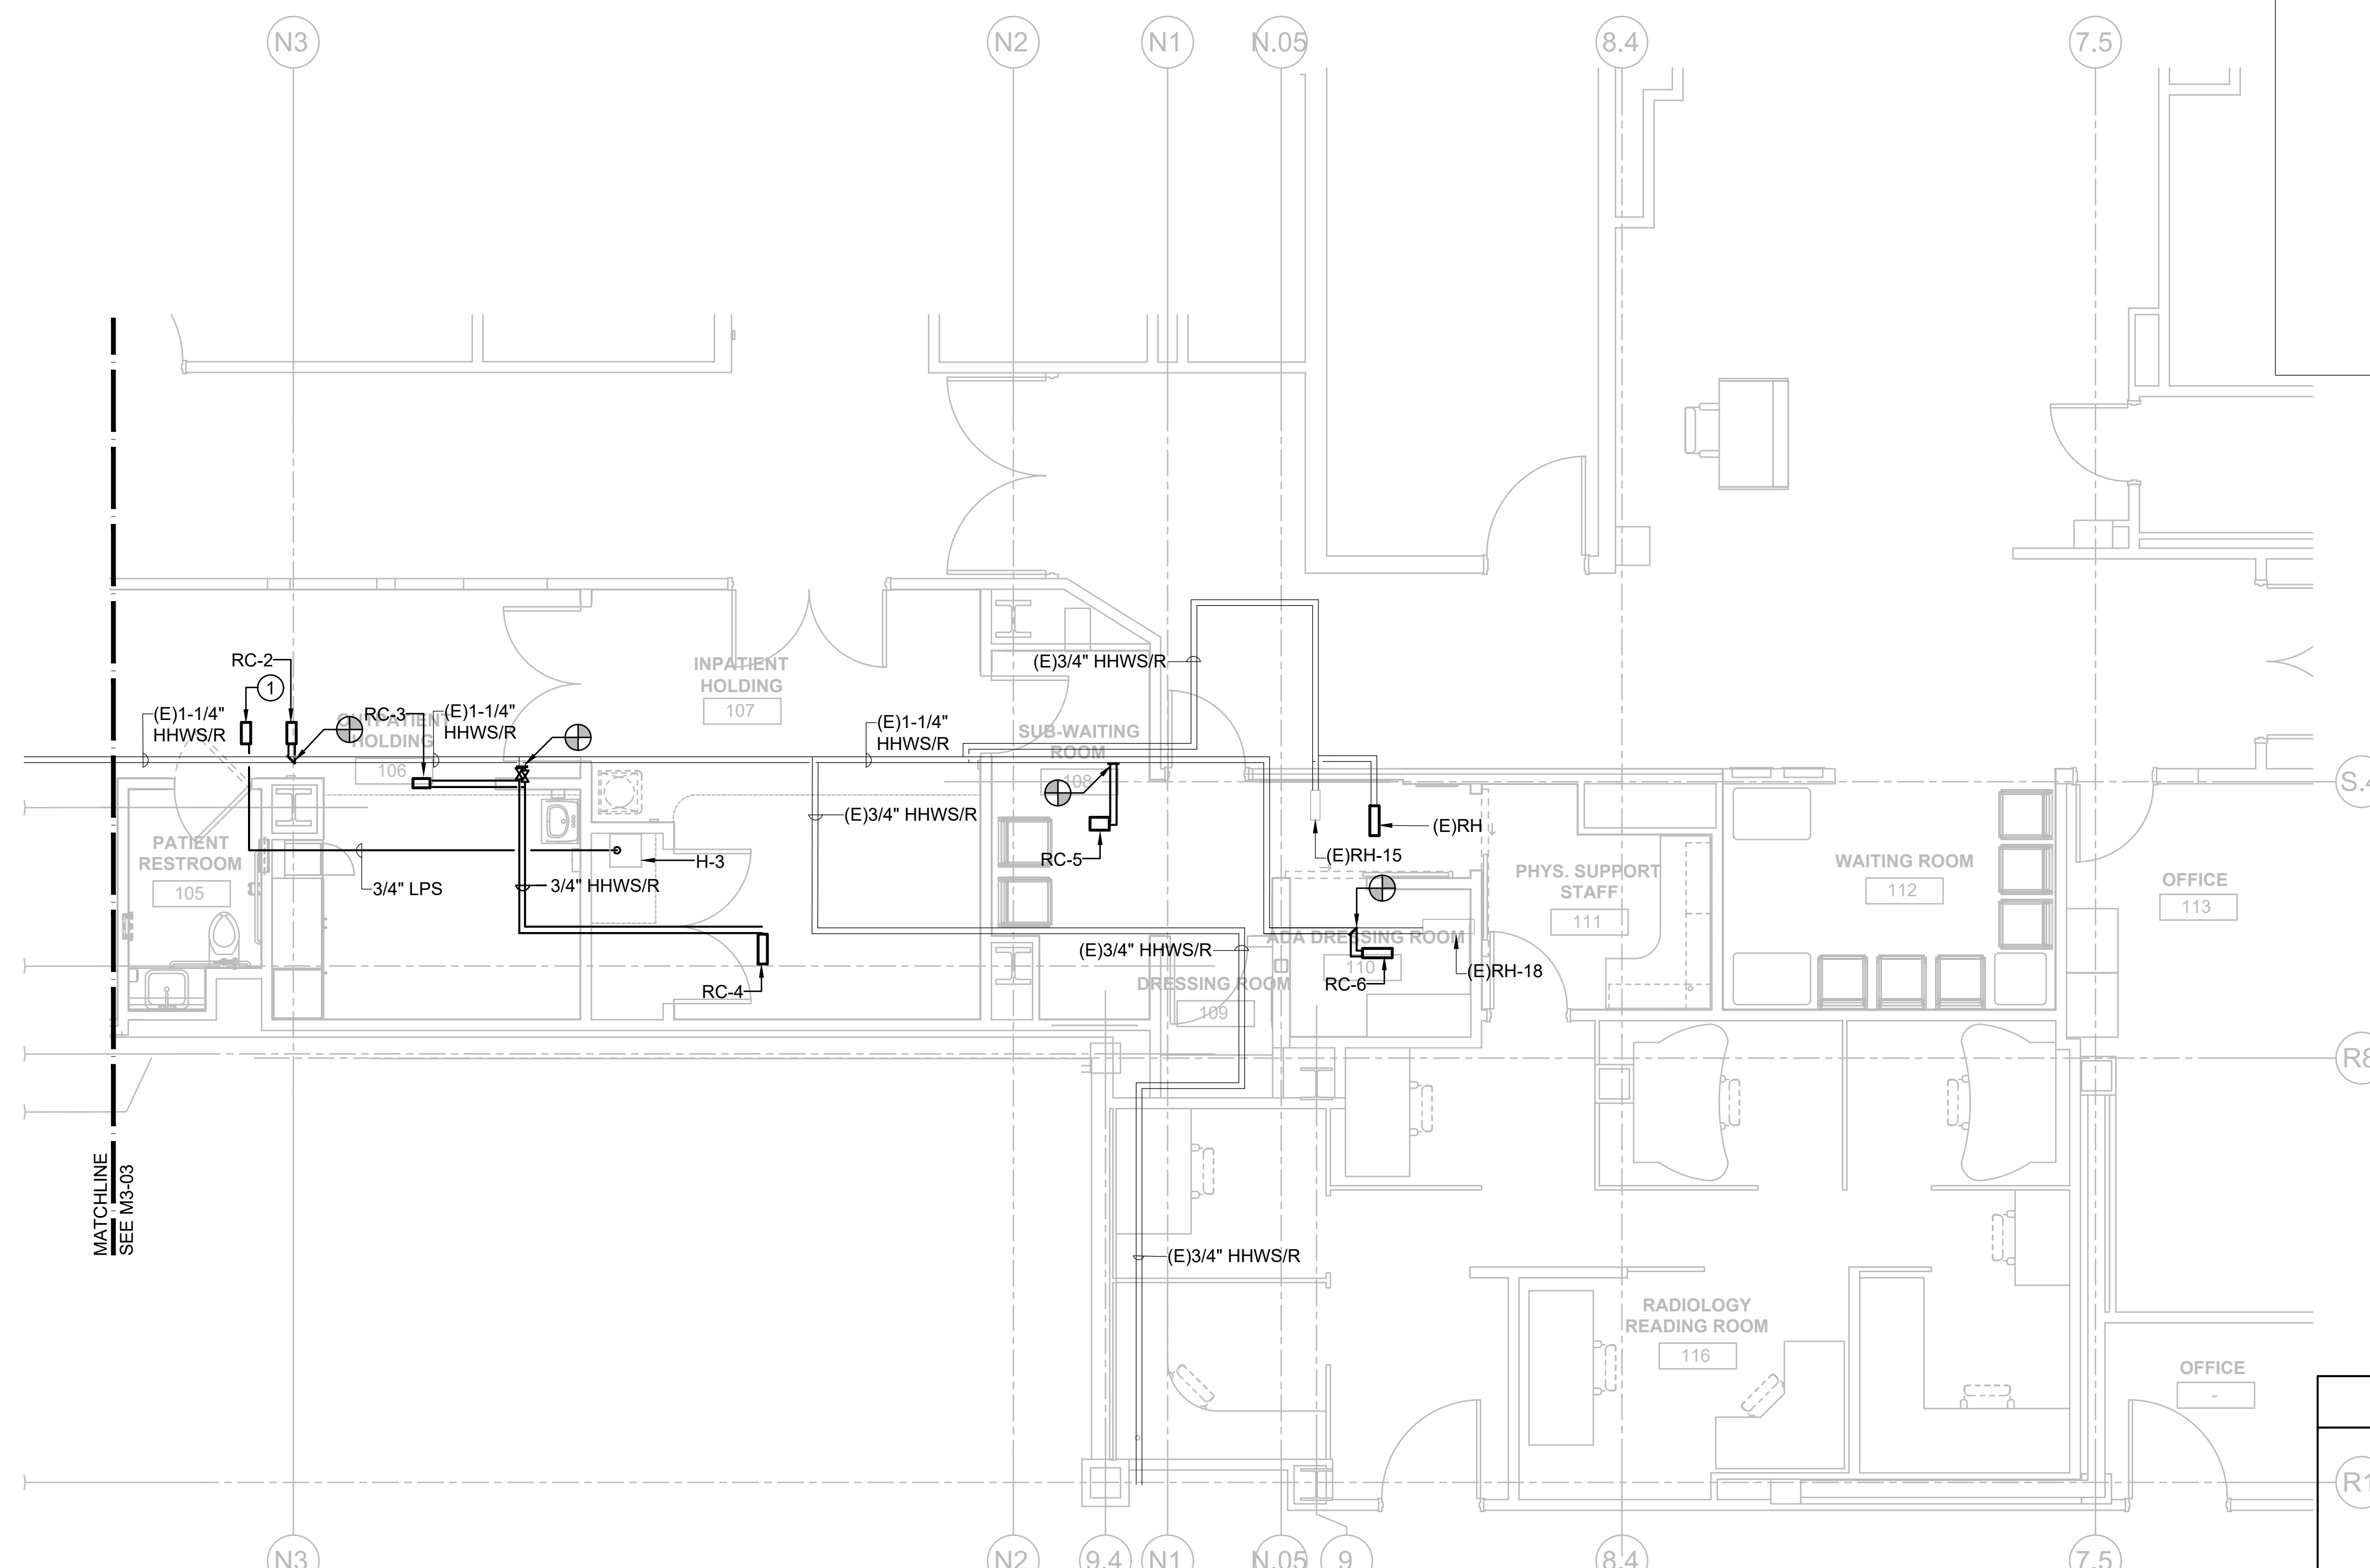 N3
N2
N1
N.05
8.4
7.5
RC-2
1
(E)1-1/4"
HHWS/R
RC-3
(E)1-1/4"
HHWS/R
OUTPATIENT
HOLDING
106
INPATIENT
HOLDING
107
(E)1-1/4"
HHWS/R
(E)3/4" HHWS/R
SUB-WAITING
ROOM
108
(E)3/4" HHWS/R
RC-5
(E)RH
(E)RH-15
PATIENT
RESTROOM
105
3/4" LPS
H-3
3/4" HHWS/R
RC-4
(E)3/4" HHWS/R
DRESSING ROOM
109
ADA DRESSING ROOM
110
RC-6
(E)RH-18
PHYS. SUPPORT
STAFF
111
WAITING ROOM
112
OFFICE
113
S.4
R8
MATCHLINE
SEE M3-03
(E)3/4" HHWS/R
RADIOLOGY
READING ROOM
116
OFFICE
-
R1
N3
N2
9.4
N1
N.05
9
8.4
7.5